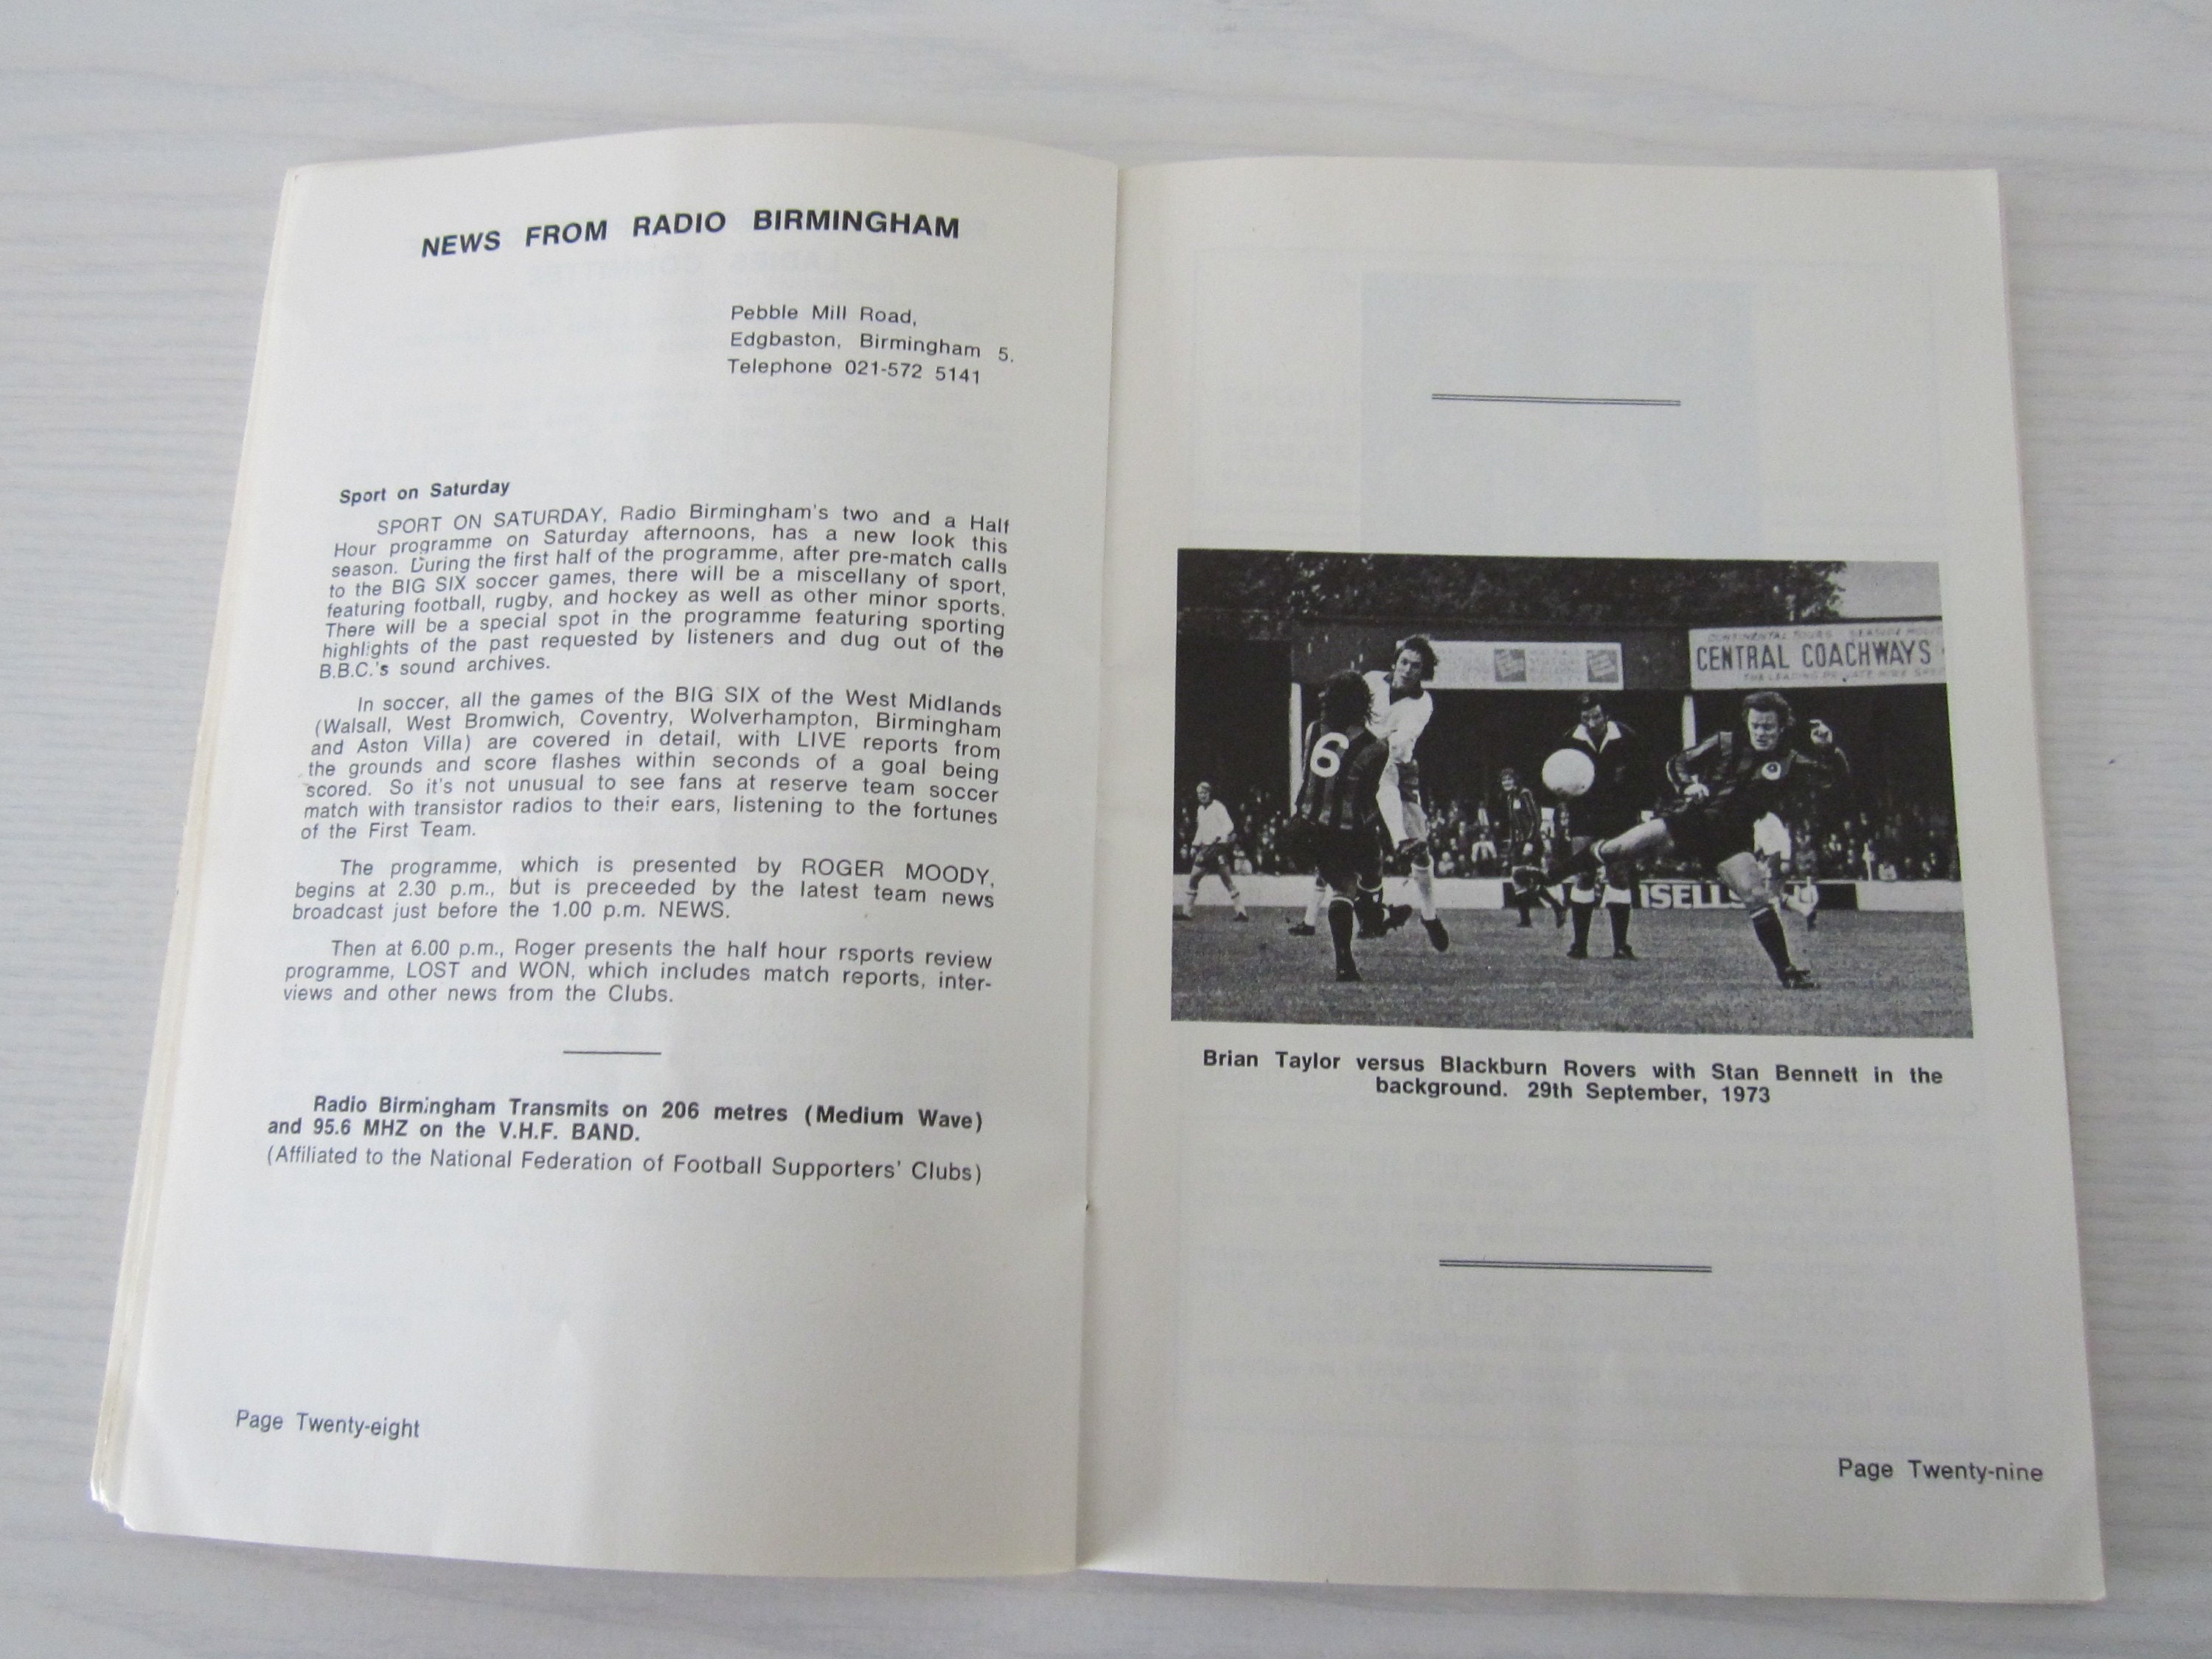 NEWS FROM RADIO BIRMINGHAM
Pebble Mill Road,
Edgbaston, Birmingham 5.
Telephone 021-572 5141
Sport on Saturday
SPORT ON SATURDAY, Radio Birmingham's two and a Half
Hour programme on Saturday afternoons, has a new look this
season. During the first half of the programme, after pre-match calls
to the BIG SIX soccer games, there will be a miscellany of sport,
featuring football, rugby, and hockey as well as other minor sports.
There will be a special spot in the programme featuring sporting
highlights of the past requested by listeners and dug out of the
B.B.C.'s sound archives.
In soccer, all the games of the BIG SIX of the West Midlands
(Walsall, West Bromwich, Coventry, Wolverhampton, Birmingham
and Aston Villa) are covered in detail, with LIVE reports from
the grounds and score flashes within seconds of a goal being
scored. So it's not unusual to see fans at reserve team soccer
match with transistor radios to their ears, listening to the fortunes
of the First Team.
The programme, which is presented by ROGER MOODY,
begins at 2.30 p.m., but is preceeded by the latest team news
broadcast just before the 1.00 p.m. NEWS.
Then at 6.00 p.m., Roger presents the half hour rsports review
programme, LOST and WON, which includes match reports, inter-
views and other news from the Clubs.
Radio Birmingham Transmits on 206 metres (Medium Wave)
and 95.6 MHZ on the V.H.F. BAND.
(Affiliated to the National Federation of Football Supporters' Clubs)
Page Twenty-eight
CONTINENTAL TOURS
CENTRAL COACHWAYS
THE LEADING PRIVATE HIRE
6
Brian Taylor versus Blackburn Rovers with Stan Bennett in the
background. 29th September, 1973
Page Twenty-nine